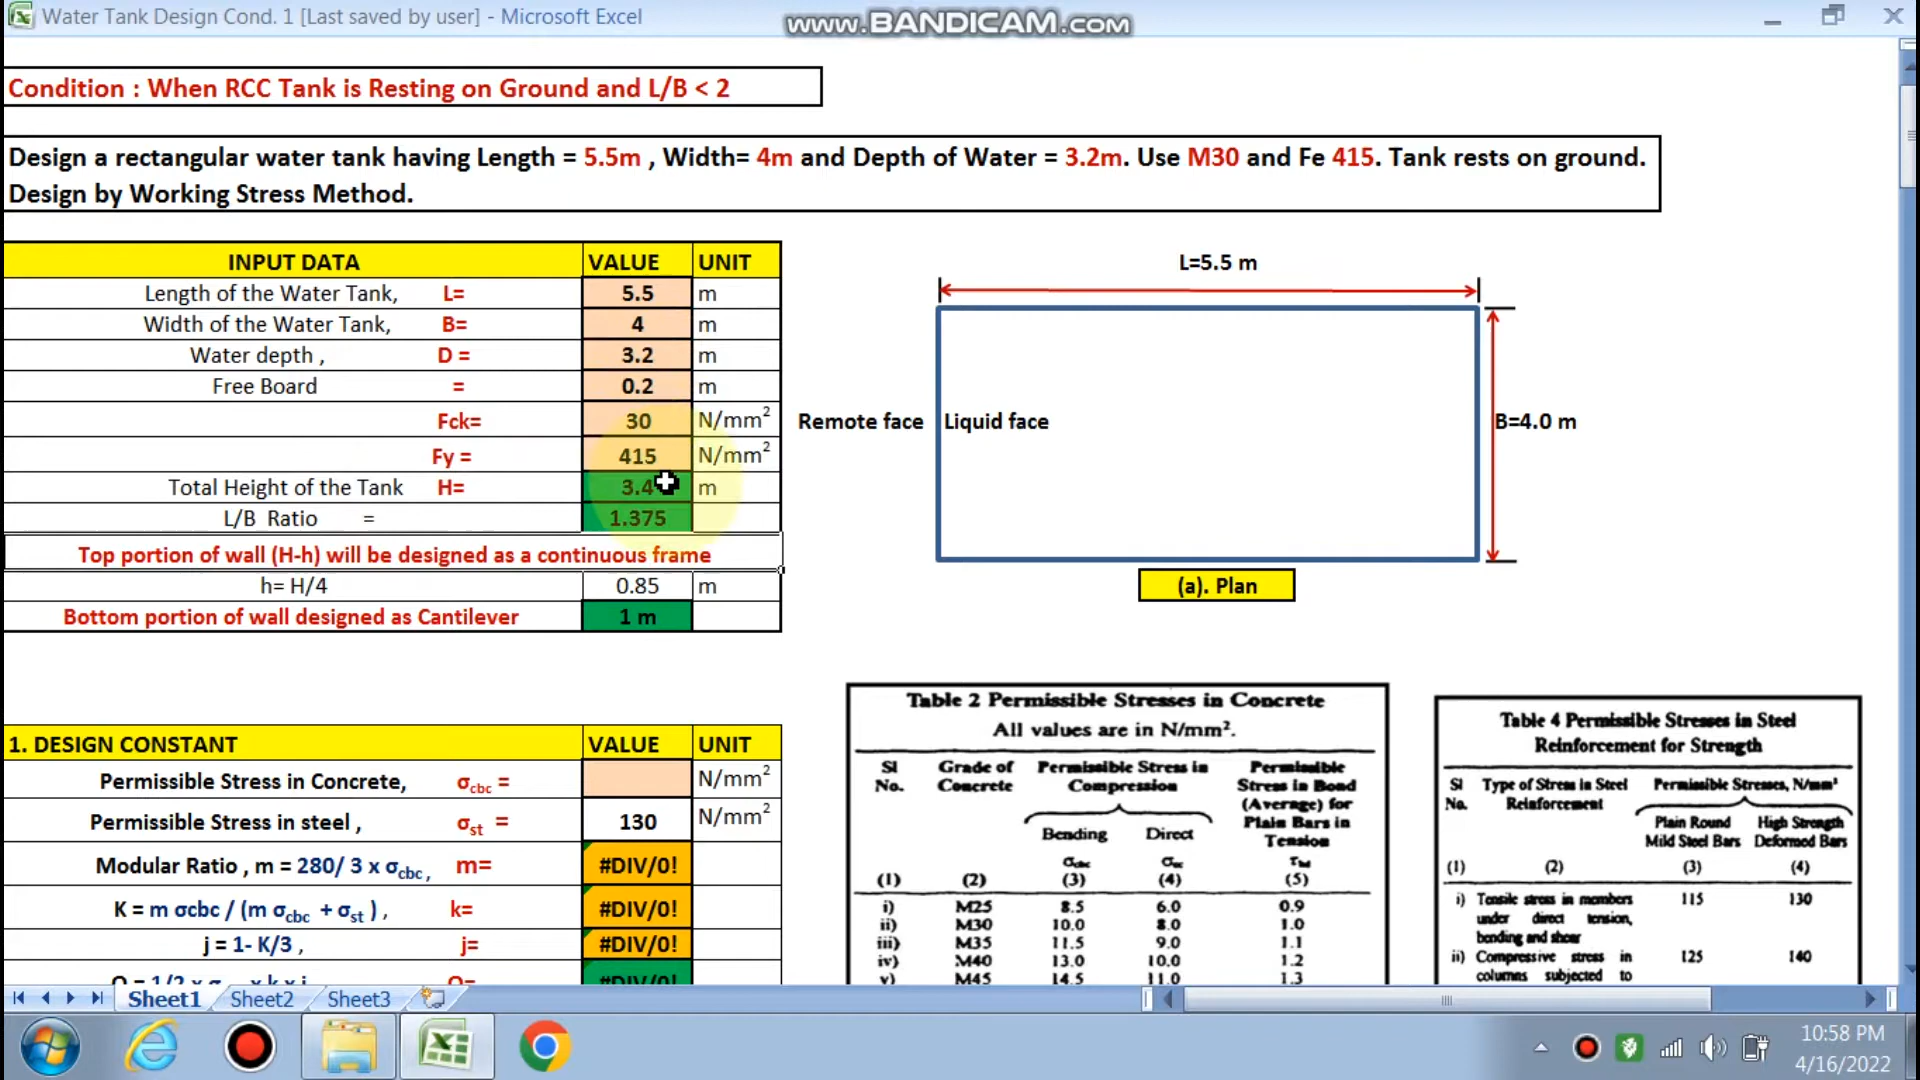 Water Tank Design Cond. 1 [Last saved by user] - Microsoft Excel
www.BANDICAM.com
Condition : When RCC Tank is Resting on Ground and L/B < 2
Design a rectangular water tank having Length = 5.5m , Width= 4m and Depth of Water = 3.2m. Use M30 and Fe 415. Tank rests on ground.
Design by Working Stress Method.
INPUT DATA VALUE UNIT
Length of the Water Tank, L= 5.5 m
Width of the Water Tank, B= 4 m
Water depth , D = 3.2 m
Free Board = 0.2 m
Fck= 30 N/mm²
Fy = 415 N/mm²
Total Height of the Tank H= 3.4 m
L/B Ratio = 1.375
Top portion of wall (H-h) will be designed as a continuous frame
h= H/4 0.85 m
Bottom portion of wall designed as Cantilever 1 m
L=5.5 m
Remote face Liquid face
B=4.0 m
(a). Plan
1. DESIGN CONSTANT VALUE UNIT
Permissible Stress in Concrete, σcbc = N/mm²
Permissible Stress in steel , σst = 130 N/mm²
Modular Ratio , m = 280/ 3 x σcbc , m= #DIV/0!
K = m σcbc / (m σcbc + σst ) , k= #DIV/0!
j = 1- K/3 , j= #DIV/0!
Table 2 Permissible Stresses in Concrete
All values are in N/mm².
Sl No. Grade of Concrete Permissible Stress in Compression Permissible Stress in Bond (Average) for Plain Bars in Tension
Bending Direct
(1) (2) (3) (4) (5)
i) M25 8.5 6.0 0.9
ii) M30 10.0 8.0 1.0
iii) M35 11.5 9.0 1.1
iv) M40 13.0 10.0 1.2
v) M45 14.5 11.0 1.3
Table 4 Permissible Stresses in Steel
Reinforcement for Strength
Sl No. Type of Stress in Steel Reinforcement Permissible Stresses, N/mm²
Plain Round Mild Steel Bars High Strength Deformed Bars
(1) (2) (3) (4)
i) Tensile stress in members under direct tension, bending and shear 115 130
ii) Compressive stress in columns subjected to 125 140
Sheet1 Sheet2 Sheet3
10:58 PM
4/16/2022